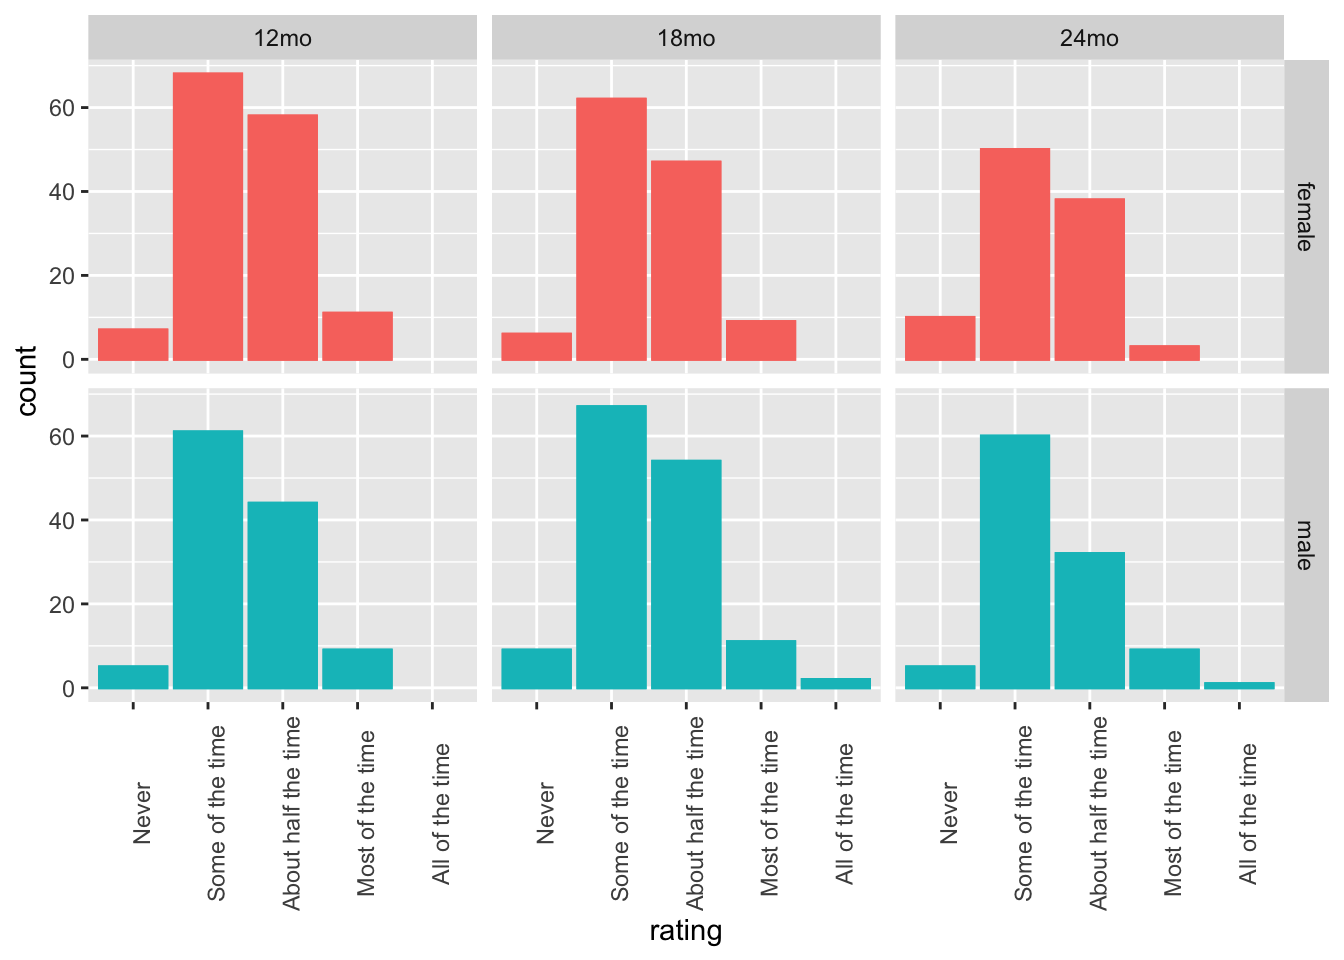 12mo
18mo
24mo
60
40
20
0
female
60
40
20
0
male
count
Never
Some of the time
About half the time
Most of the time
All of the time
Never
Some of the time
About half the time
Most of the time
All of the time
Never
Some of the time
About half the time
Most of the time
All of the time
rating